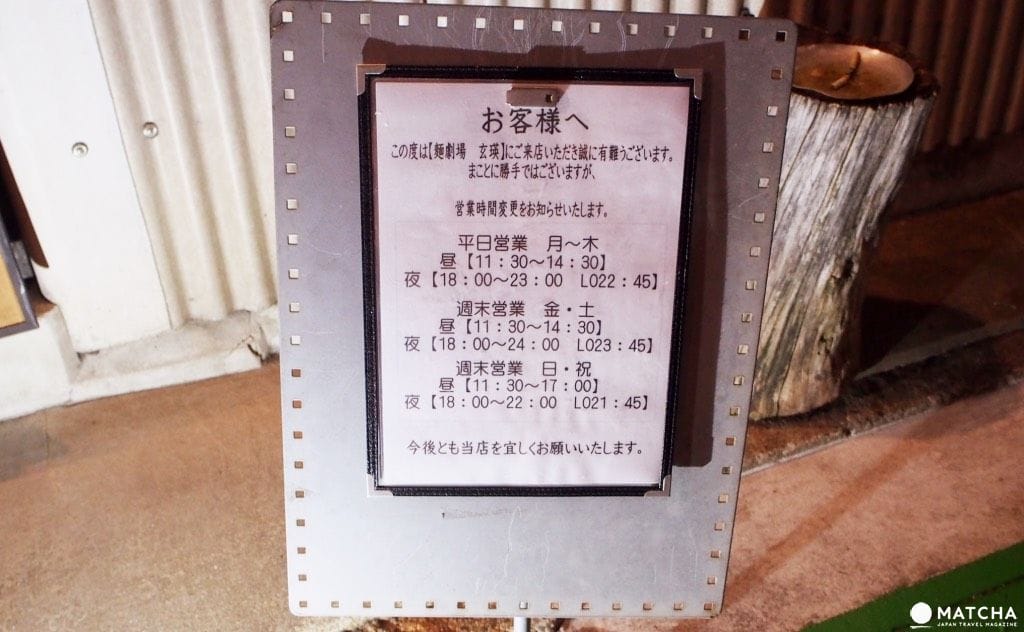 お客様へ
この度は【麺劇場　玄瑛】にご来店いただき誠に有難うございます。
まことに勝手ではございますが、
営業時間変更をお知らせいたします。
平日営業　月～木
昼【11：30～14：30】
夜【18：00～23：00　LO22：45】
週末営業　金・土
昼【11：30～14：30】
夜【18：00～24：00　LO23：45】
週末営業　日・祝
昼【11：30～17：00】
夜【18：00～22：00　LO21：45】
今後とも当店を宜しくお願いいたします。
MATCHA
JAPAN TRAVEL MAGAZINE